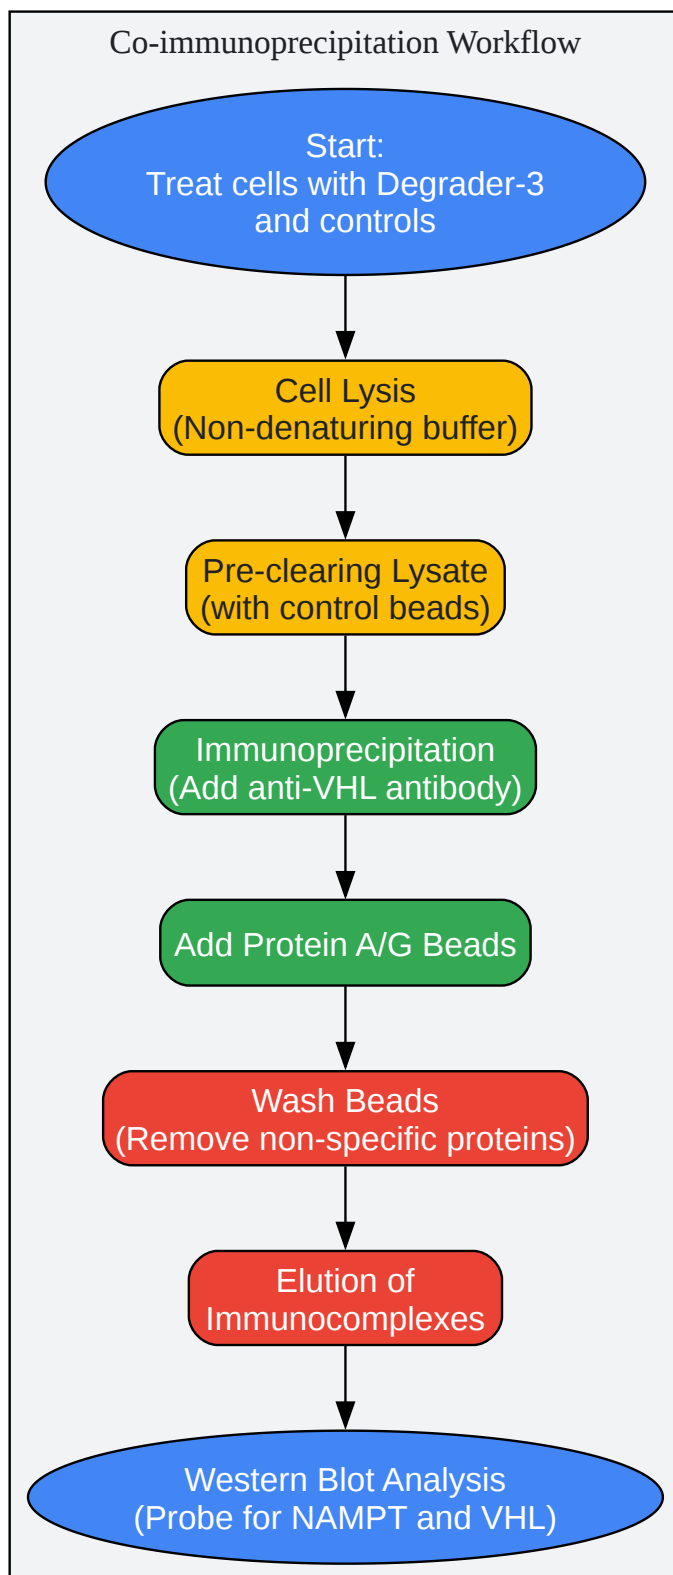 Co-immunoprecipitation Workflow
Start:
Treat cells with Degrader-3
and controls
Cell Lysis
(Non-denaturing buffer)
Pre-clearing Lysate
(with control beads)
Immunoprecipitation
(Add anti-VHL antibody)
Add Protein A/G Beads
Wash Beads
(Remove non-specific proteins)
Elution of
Immunocomplexes
Western Blot Analysis
(Probe for NAMPT and VHL)